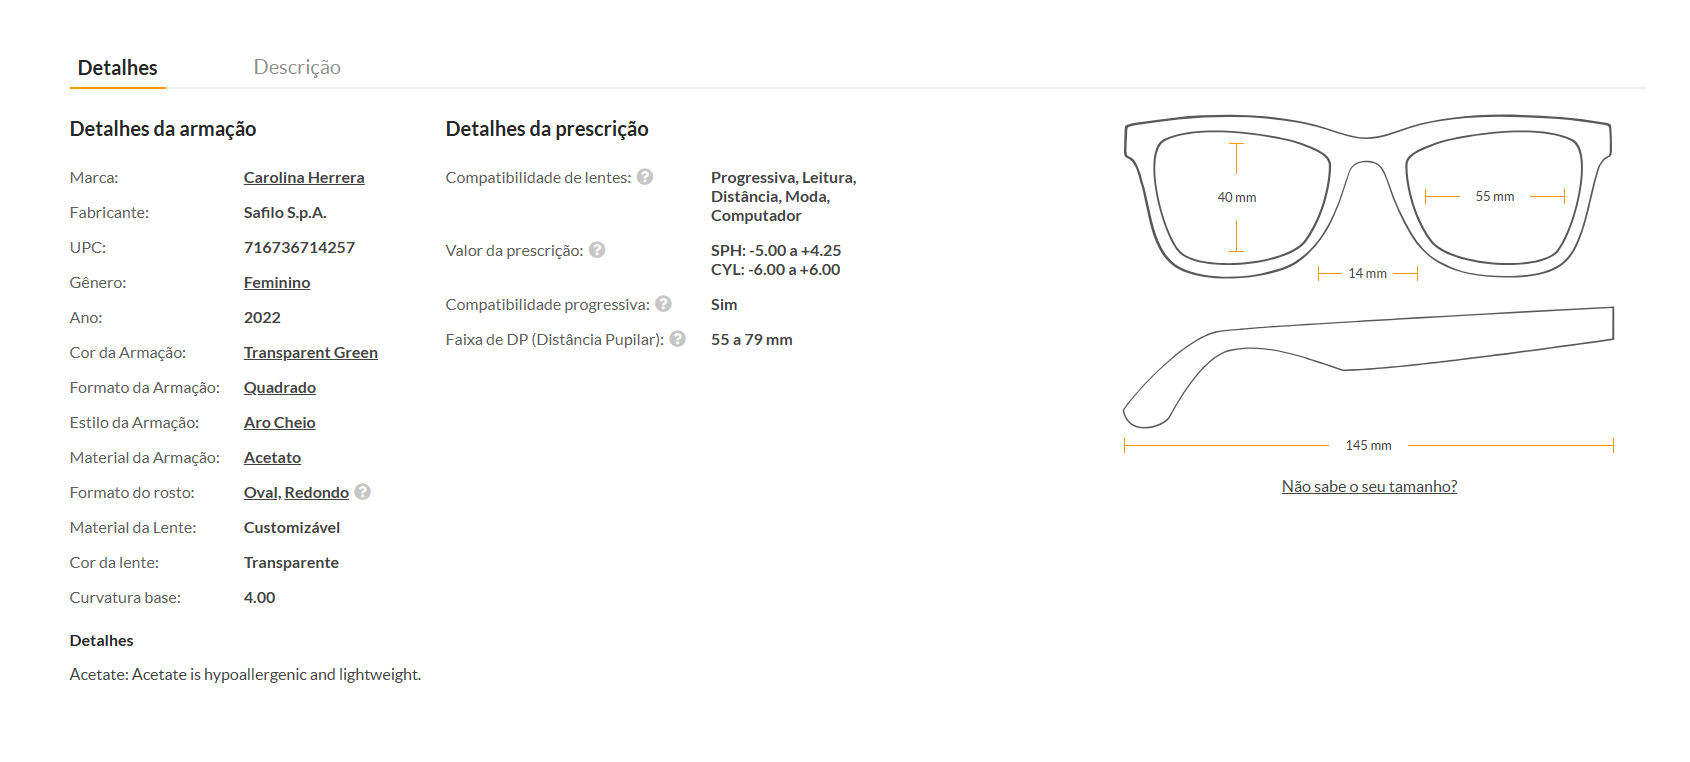 Detalhes
Descrição
Detalhes da armação
Marca: Carolina Herrera
Fabricante: Safilo S.p.A.
UPC: 716736714257
Gênero: Feminino
Ano: 2022
Cor da Armação: Transparent Green
Formato da Armação: Quadrado
Estilo da Armação: Aro Cheio
Material da Armação: Acetato
Formato do rosto: Oval, Redondo ?
Material da Lente: Customizável
Cor da lente: Transparente
Curvatura base: 4.00
Detalhes
Acetate: Acetate is hypoallergenic and lightweight.
Detalhes da prescrição
Compatibilidade de lentes: ? Progressiva, Leitura,
Distância, Moda,
Computador
Valor da prescrição: ? SPH: -5.00 a +4.25
CYL: -6.00 a +6.00
Compatibilidade progressiva: ? Sim
Faixa de DP (Distância Pupilar): ? 55 a 79 mm
40 mm
55 mm
14 mm
145 mm
Não sabe o seu tamanho?